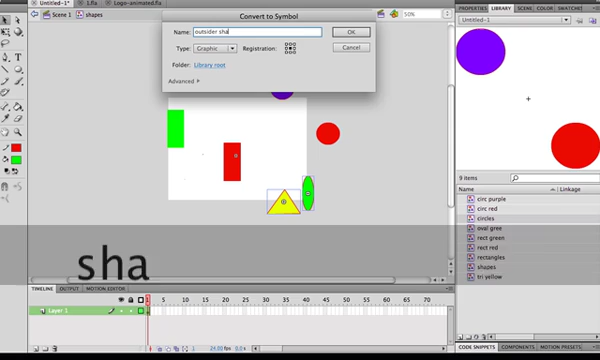 Untitled-1* 1.fla Logo-animated.fla
Scene 1 shapes 50%
Convert to Symbol
Name: outsider sha
OK
Type: Graphic Registration:
Cancel
Folder: Library root
Advanced
PROPERTIES LIBRARY ALIGN COLOR SWATCHE
Untitled-1*
9 items
Name Linkage
circ purple
circ red
circles
oval gree
rect green
rect red
rectangles
shapes
tri yellow
sha
TIMELINE OUTPUT MOTION EDITOR
1 5 10 15 20 25 30 35 40 45 50 55 60 65 70
Layer 1
1 24.00 fps 0.0 s
CODE SNIPPETS COMPONENTS MOTION PRES